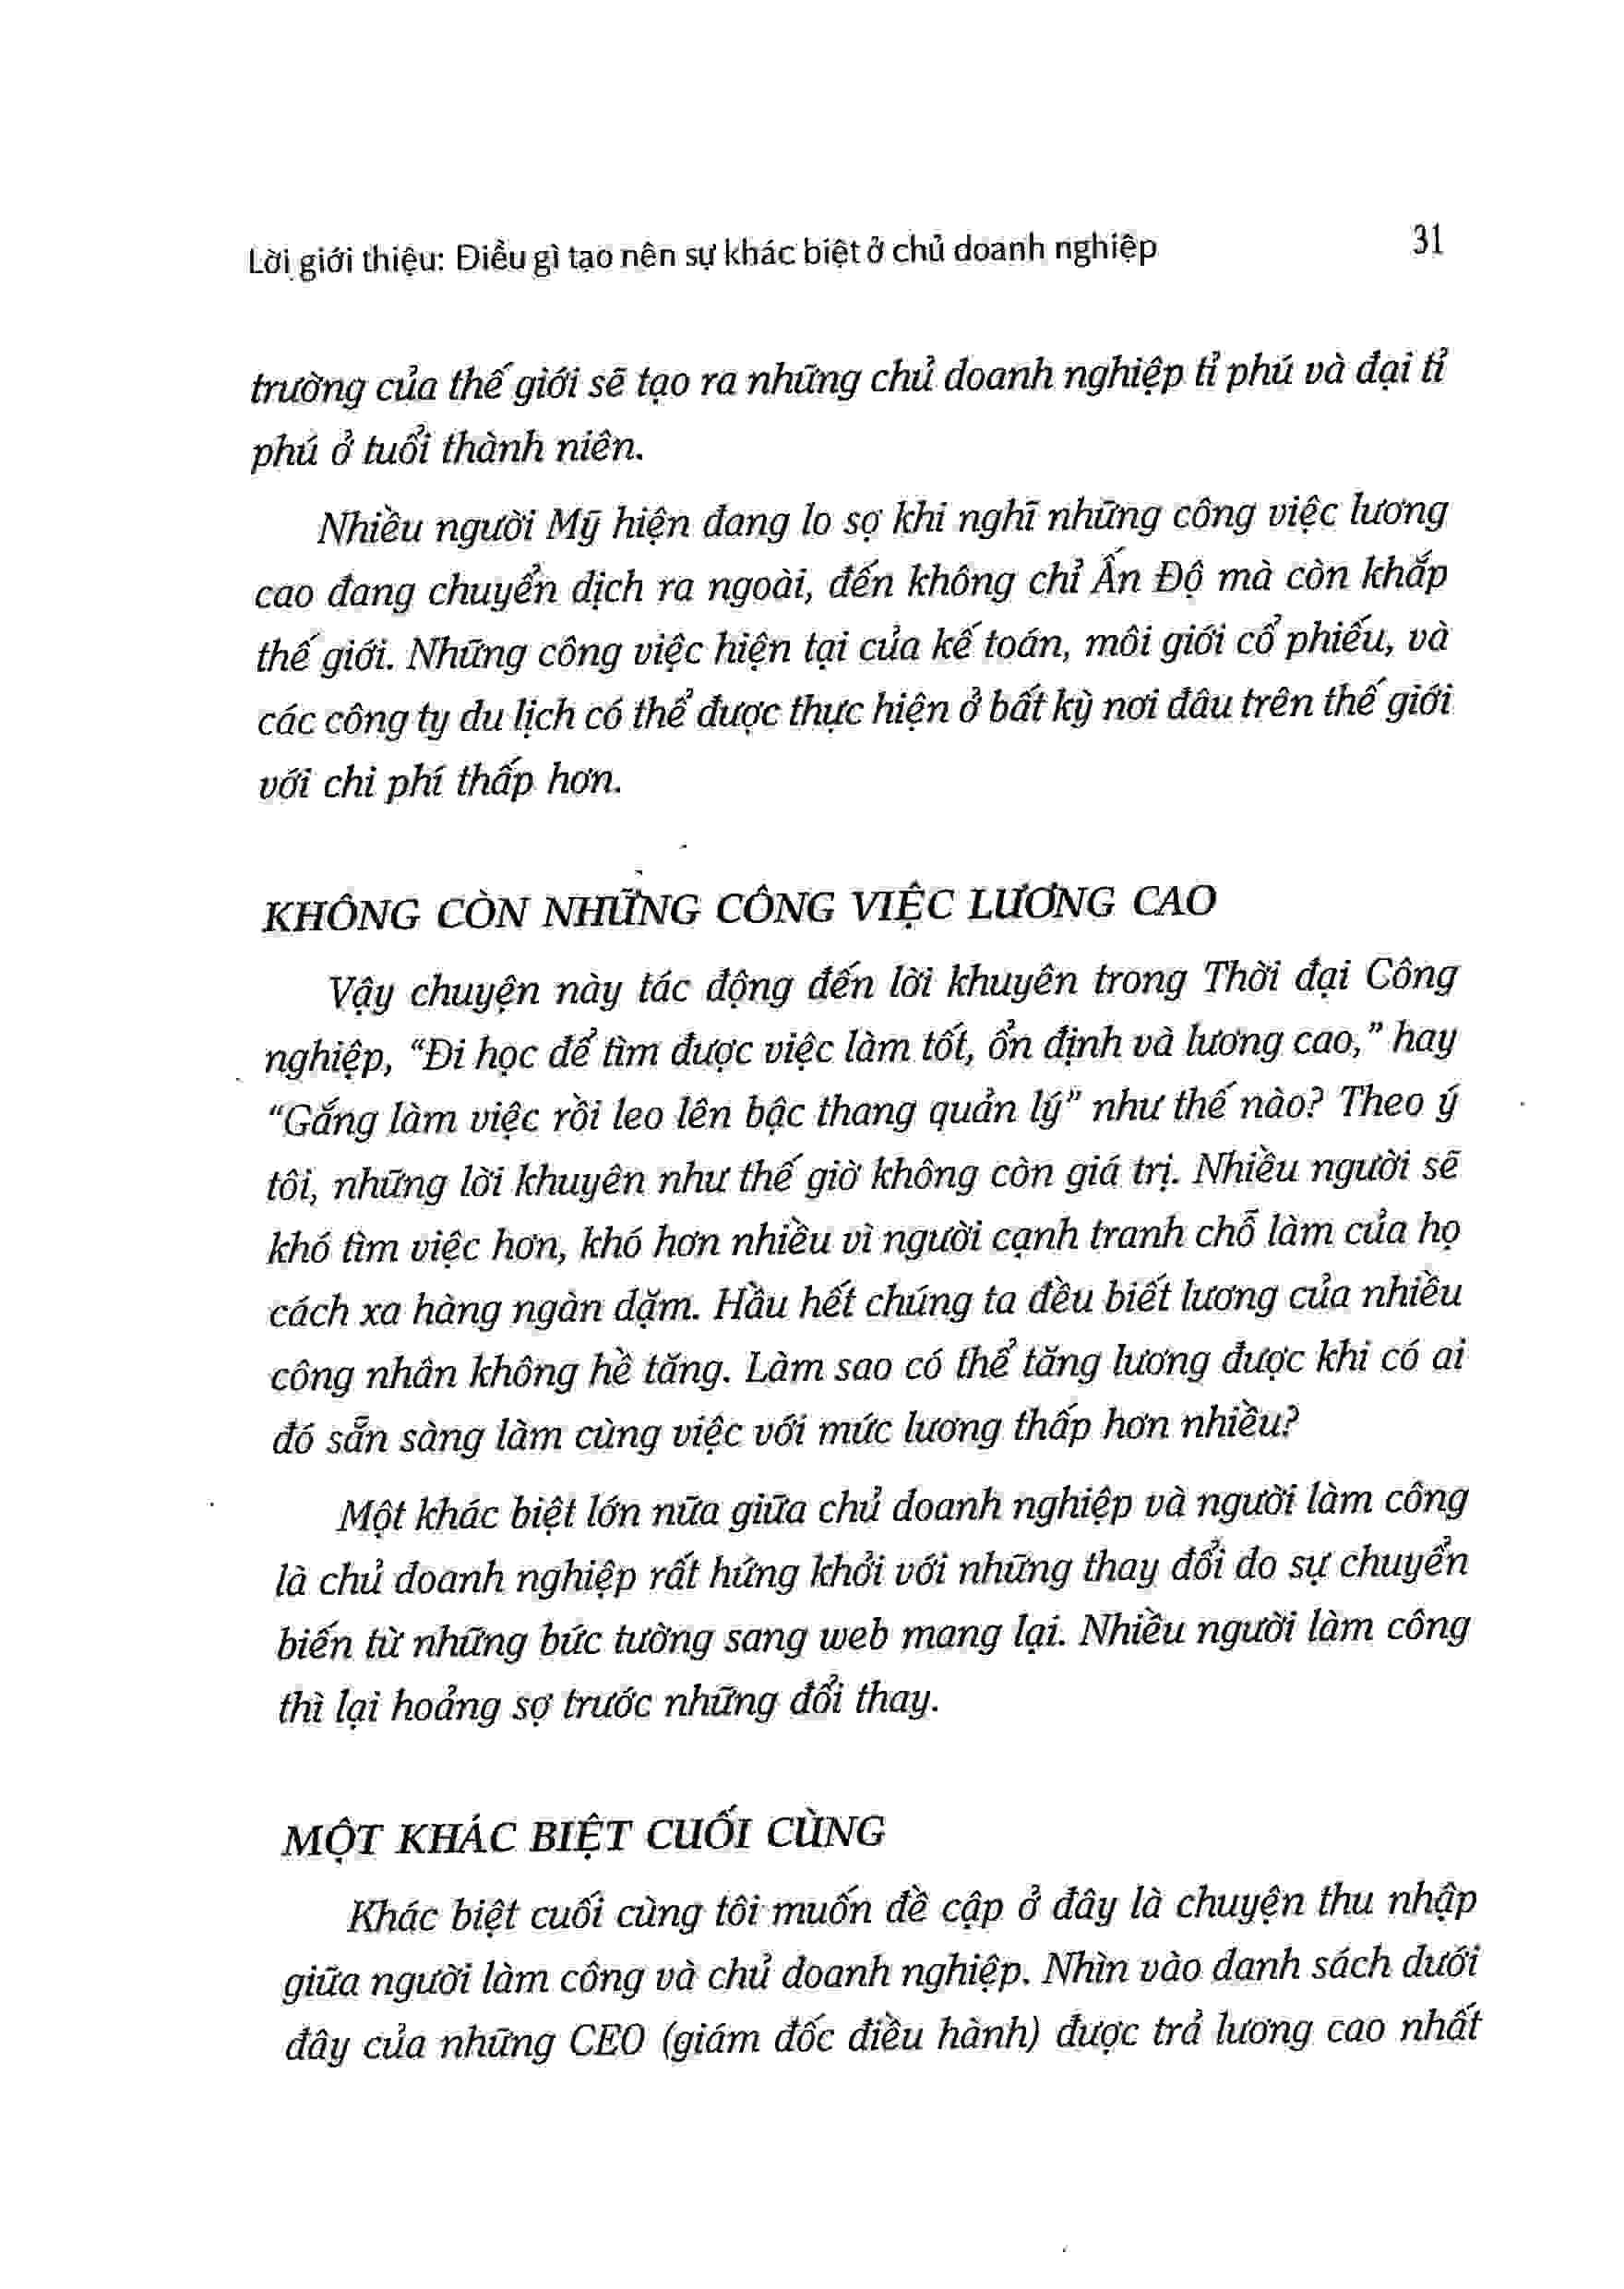 Lời giới thiệu: Điều gì tạo nên sự khác biệt ở chủ doanh nghiệp 31
trường của thế giới sẽ tạo ra những chủ doanh nghiệp tỉ phú và đại tỉ
phú ở tuổi thành niên.
Nhiều người Mỹ hiện đang lo sợ khi nghĩ những công việc lương
cao đang chuyển dịch ra ngoài, đến không chỉ Ấn Độ mà còn khắp
thế giới. Những công việc hiện tại của kế toán, môi giới cổ phiếu, và
các công ty du lịch có thể được thực hiện ở bất kỳ nơi đâu trên thế giới
với chi phí thấp hơn.
KHÔNG CÒN NHỮNG CÔNG VIỆC LƯƠNG CAO
Vậy chuyện này tác động đến lời khuyên trong Thời đại Công
nghiệp, “Đi học để tìm được việc làm tốt, ổn định và lương cao,” hay
“Gắng làm việc rồi leo lên bậc thang quản lý” như thế nào? Theo ý
tôi, những lời khuyên như thế giờ không còn giá trị. Nhiều người sẽ
khó tìm việc hơn, khó hơn nhiều vì người cạnh tranh chỗ làm của họ
cách xa hàng ngàn dặm. Hầu hết chúng ta đều biết lương của nhiều
công nhân không hề tăng. Làm sao có thể tăng lương được khi có ai
đó sẵn sàng làm cùng việc với mức lương thấp hơn nhiều?
Một khác biệt lớn nữa giữa chủ doanh nghiệp và người làm công
là chủ doanh nghiệp rất hứng khởi với những thay đổi do sự chuyển
biến từ những bức tường sang web mang lại. Nhiều người làm công
thì lại hoảng sợ trước những đổi thay.
MỘT KHÁC BIỆT CUỐI CÙNG
Khác biệt cuối cùng tôi muốn đề cập ở đây là chuyện thu nhập
giữa người làm công và chủ doanh nghiệp. Nhìn vào danh sách dưới
đây của những CEO (giám đốc điều hành) được trả lương cao nhất